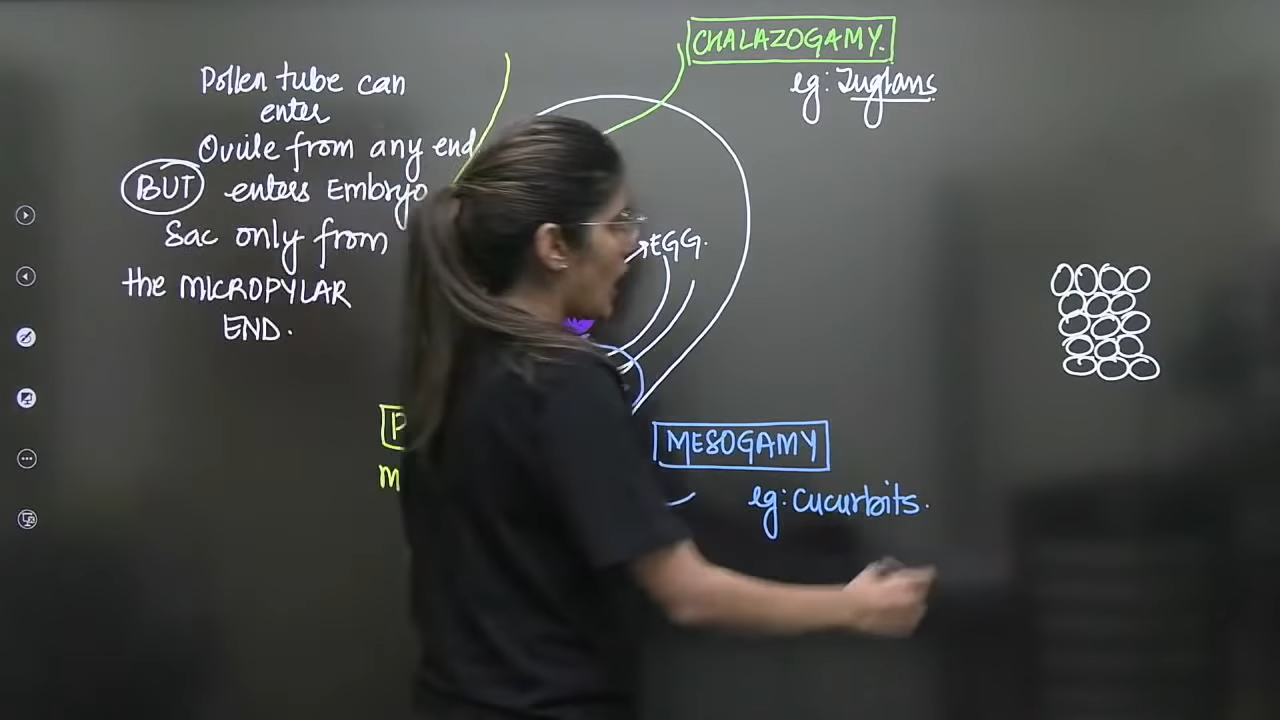 CHALAZOGAMY.
eg: Juglans
Pollen tube can
enter
Ovule from any end
BUT enters Embryo
Sac only from
the MICROPYLAR
END.
EGG.
P
M
MESOGAMY
eg: Cucurbits.